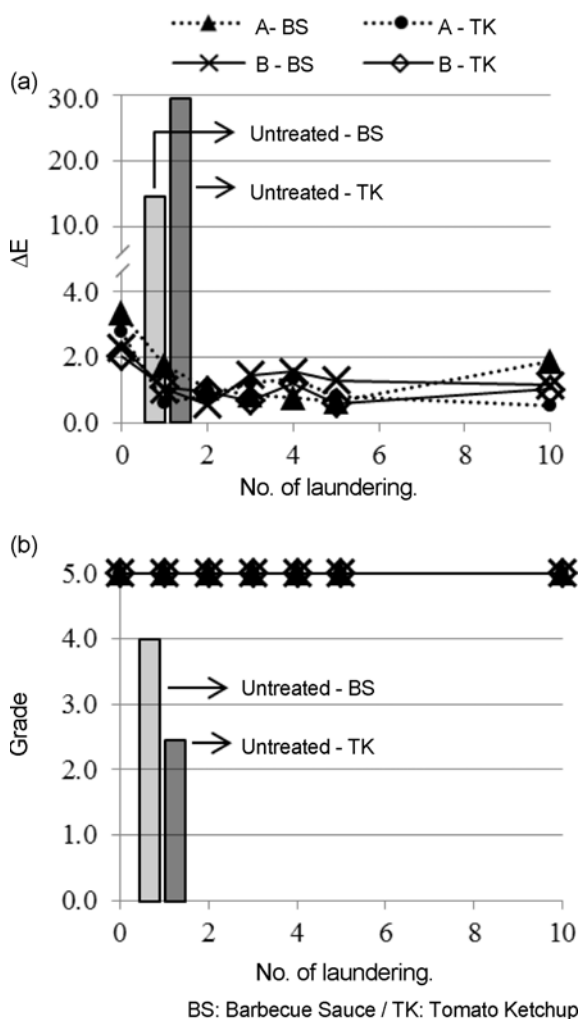 A- BS
A - TK
B - BS
B - TK
(a)
30.0
20.0
10.0
4.0
2.0
0.0
ΔE
Untreated - BS
Untreated - TK
0 2 4 6 8 10
No. of laundering.
(b)
5.0
4.0
3.0
2.0
1.0
0.0
Grade
Untreated - BS
Untreated - TK
0 2 4 6 8 10
No. of laundering.
BS: Barbecue Sauce / TK: Tomato Ketchup